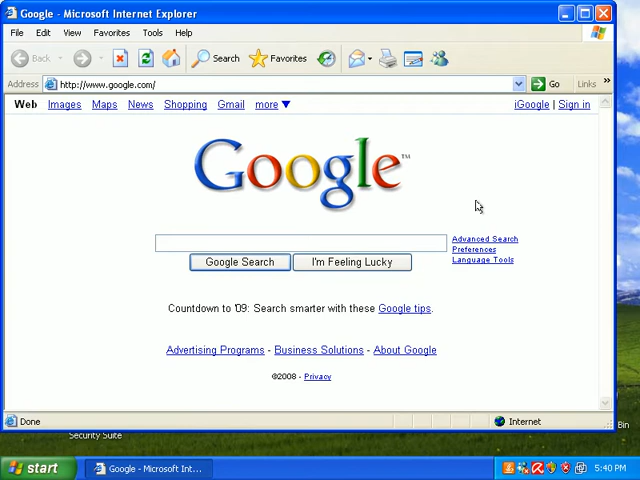 Google - Microsoft Internet Explorer
File Edit View Favorites Tools Help
Back Search Favorites
Address http://www.google.com/ Go Links »
Web Images Maps News Shopping Gmail more ▼ iGoogle | Sign in
Google™
Advanced Search
Preferences
Language Tools
Google Search I'm Feeling Lucky
Countdown to '09: Search smarter with these Google tips.
Advertising Programs - Business Solutions - About Google
©2008 - Privacy
Done Internet
Bin
Security Suite
start Google - Microsoft Int... 5:40 PM